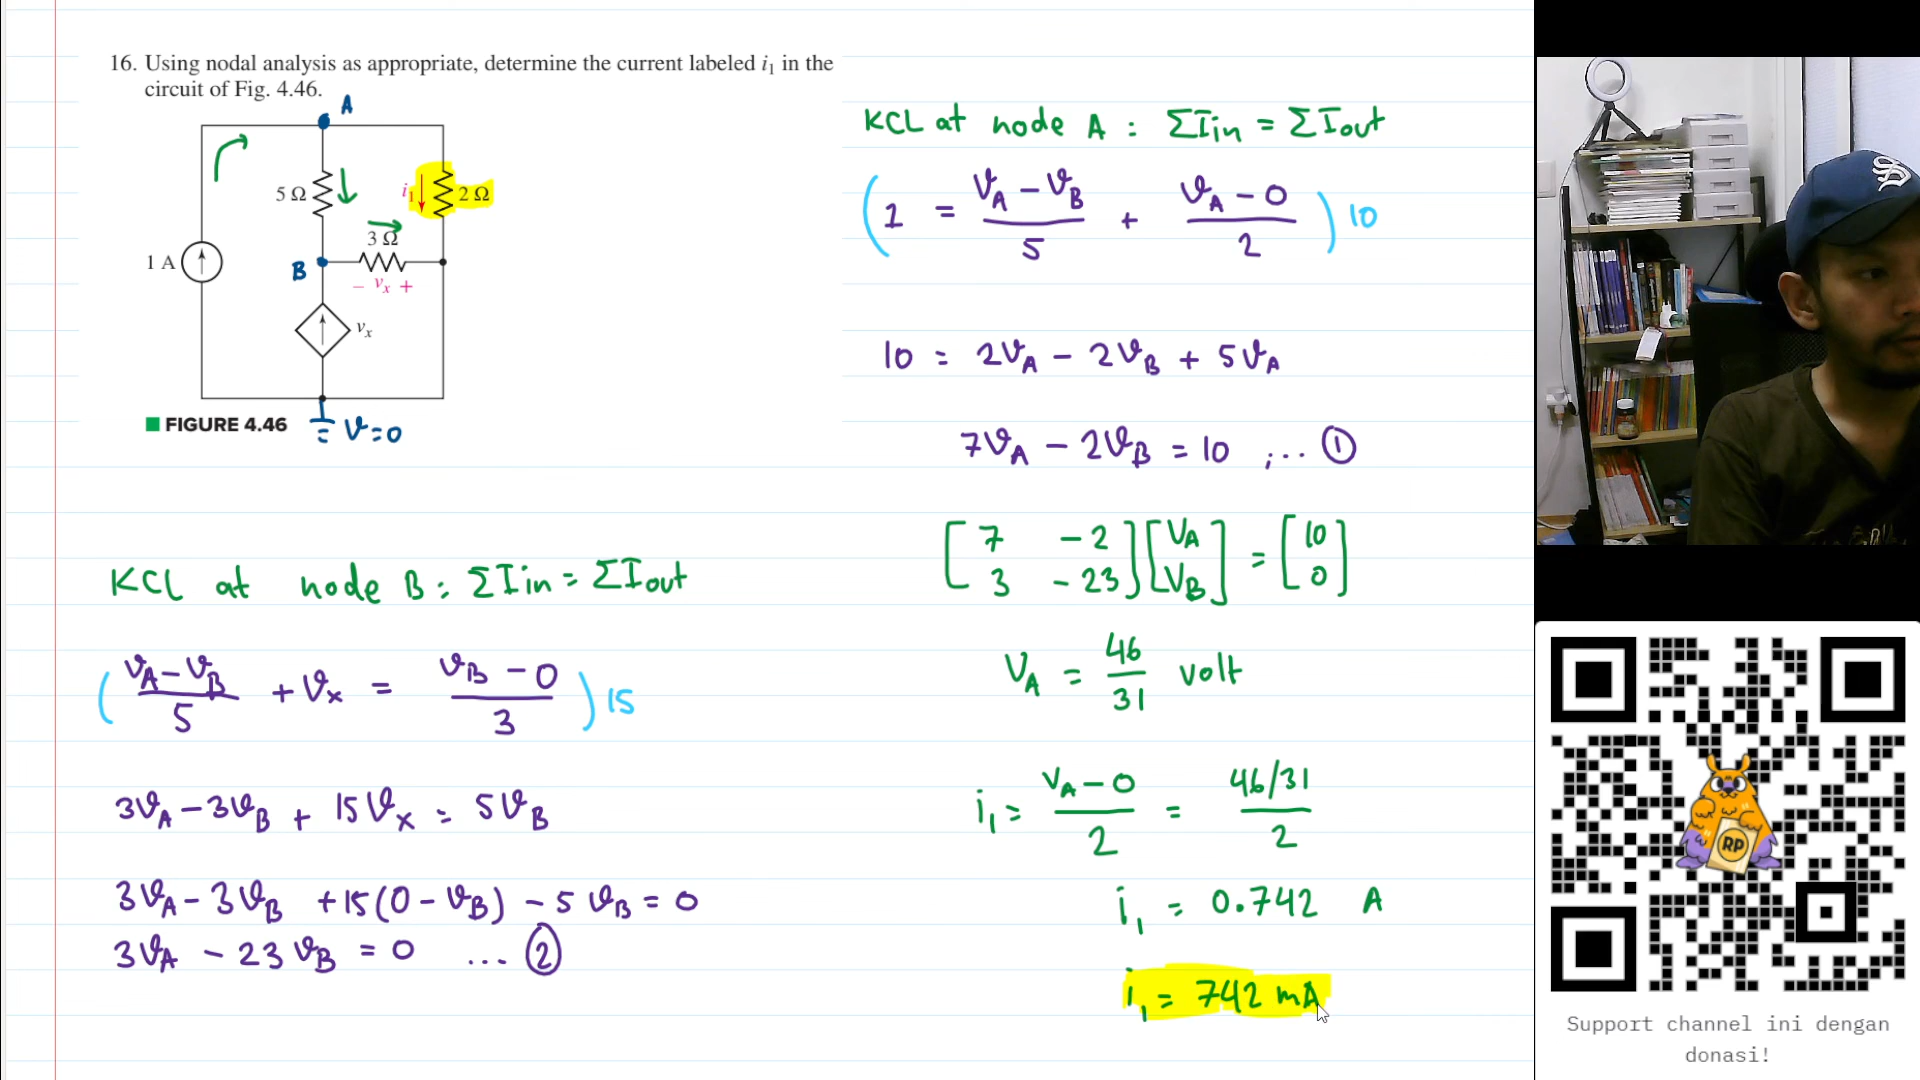 16. Using nodal analysis as appropriate, determine the current labeled i₁ in the
circuit of Fig. 4.46.
A
5 Ω
i₁
2 Ω
3 Ω
1 A
B
− vₓ +
vₓ
FIGURE 4.46
V=0
KCL at node B : ΣIin = ΣIout
( (VA − VB)/5 + Vx = (VB − 0)/3 ) 15
3VA − 3VB + 15Vx = 5VB
3VA − 3VB + 15(0 − VB) − 5VB = 0
3VA − 23VB = 0 ... ②
KCL at node A : ΣIin = ΣIout
( 1 = (VA − VB)/5 + (VA − 0)/2 ) 10
10 = 2VA − 2VB + 5VA
7VA − 2VB = 10 ;... ①
[7 −2] [VA] = [10]
[3 −23] [VB] [0]
VA = 46/31 volt
i₁ = (VA − 0)/2 = (46/31)/2
i₁ = 0.742 A
i₁ = 742 mA
RP
Support channel ini dengan
donasi!